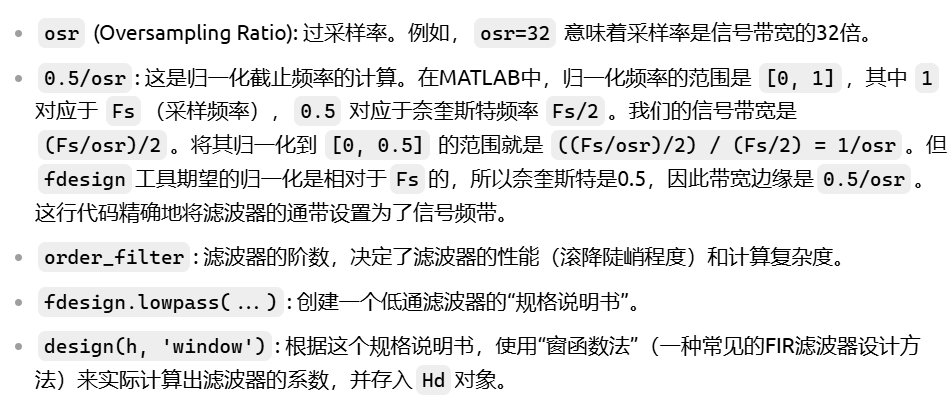 osr (Oversampling Ratio): 过采样率。例如， osr=32 意味着采样率是信号带宽的32倍。
0.5/osr : 这是归一化截止频率的计算。在MATLAB中，归一化频率的范围是 [0, 1] ，其中 1
对应于 Fs （采样频率）， 0.5 对应于奈奎斯特频率 Fs/2 。我们的信号带宽是
(Fs/osr)/2 。将其归一化到 [0, 0.5] 的范围就是 ((Fs/osr)/2) / (Fs/2) = 1/osr 。但
fdesign 工具期望的归一化是相对于 Fs 的，所以奈奎斯特是0.5，因此带宽边缘是 0.5/osr 。
这行代码精确地将滤波器的通带设置为了信号频带。
order_filter : 滤波器的阶数，决定了滤波器的性能（滚降陡峭程度）和计算复杂度。
fdesign.lowpass(...) : 创建一个低通滤波器的“规格说明书”。
design(h, 'window') : 根据这个规格说明书，使用“窗函数法”（一种常见的FIR滤波器设计方
法）来实际计算出滤波器的系数，并存入 Hd 对象。